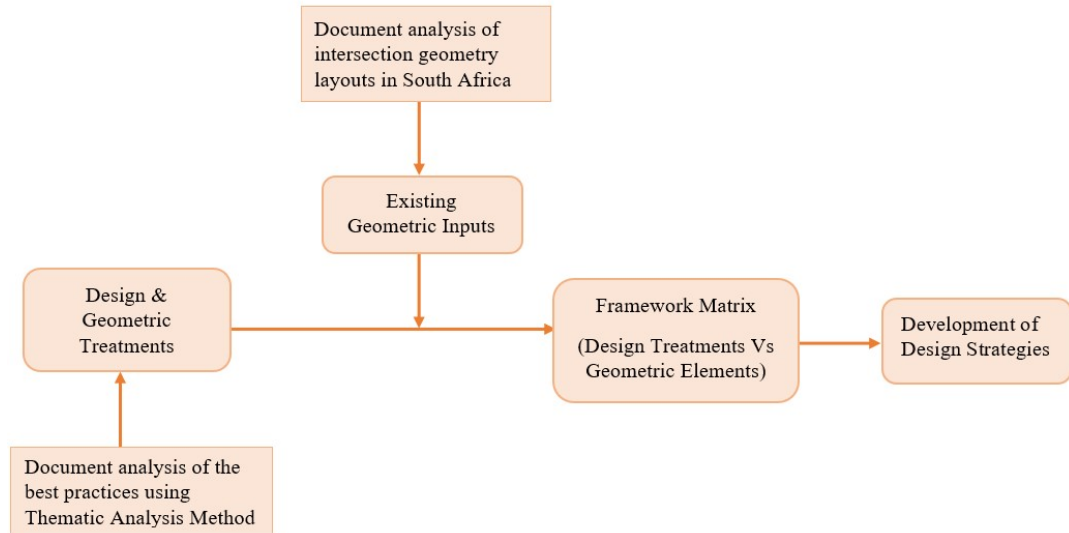 Document analysis of
intersection geometry
layouts in South Africa
Existing
Geometric Inputs
Design &
Geometric
Treatments
Framework Matrix
(Design Treatments Vs
Geometric Elements)
Development of
Design Strategies
Document analysis of the
best practices using
Thematic Analysis Method